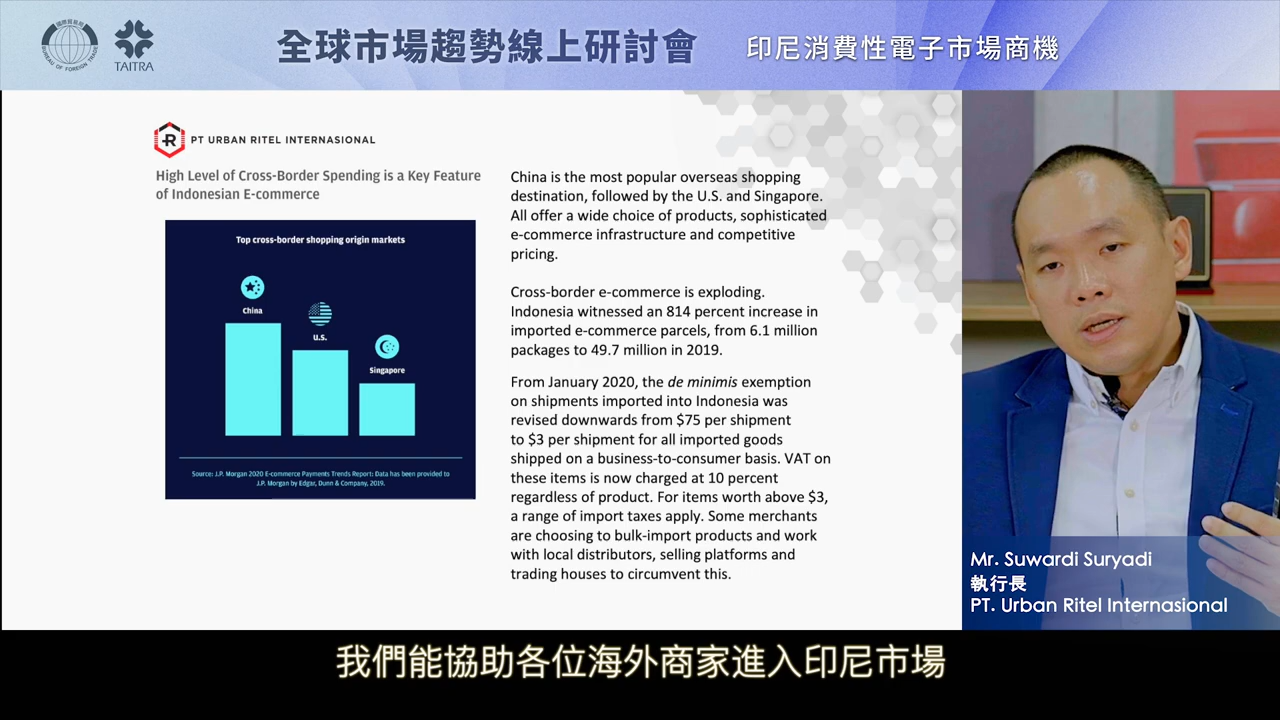 國際貿易局
BUREAU OF FOREIGN TRADE
TAITRA
全球市場趨勢線上研討會
印尼消費性電子市場商機
R PT URBAN RITEL INTERNASIONAL
High Level of Cross-Border Spending is a Key Feature
of Indonesian E-commerce
Top cross-border shopping origin markets
China
U.S.
Singapore
Source: J.P. Morgan 2020 E-commerce Payments Trends Report: Data has been provided to
J.P. Morgan by Edgar, Dunn & Company, 2019.
China is the most popular overseas shopping
destination, followed by the U.S. and Singapore.
All offer a wide choice of products, sophisticated
e-commerce infrastructure and competitive
pricing.
Cross-border e-commerce is exploding.
Indonesia witnessed an 814 percent increase in
imported e-commerce parcels, from 6.1 million
packages to 49.7 million in 2019.
From January 2020, the de minimis exemption
on shipments imported into Indonesia was
revised downwards from $75 per shipment
to $3 per shipment for all imported goods
shipped on a business-to-consumer basis. VAT on
these items is now charged at 10 percent
regardless of product. For items worth above $3,
a range of import taxes apply. Some merchants
are choosing to bulk-import products and work
with local distributors, selling platforms and
trading houses to circumvent this.
Mr. Suwardi Suryadi
執行長
PT. Urban Ritel Internasional
我們能協助各位海外商家進入印尼市場